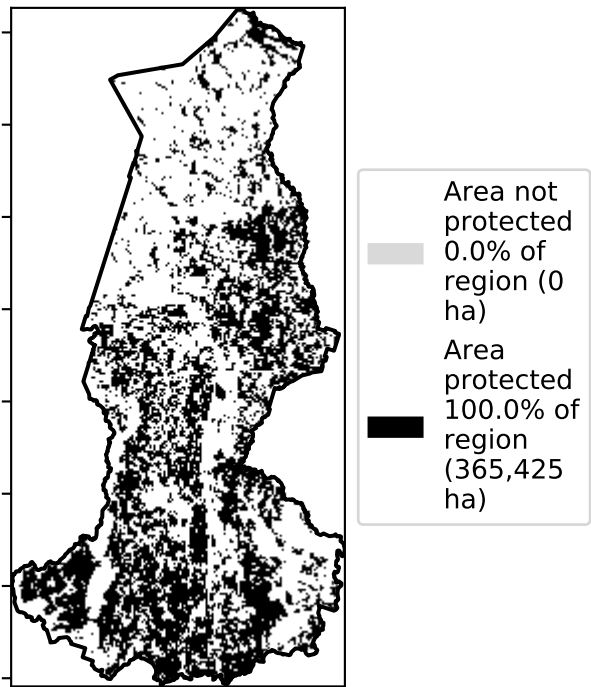 Area not
protected
0.0% of
region (0
ha)
Area
protected
100.0% of
region
(365,425
ha)